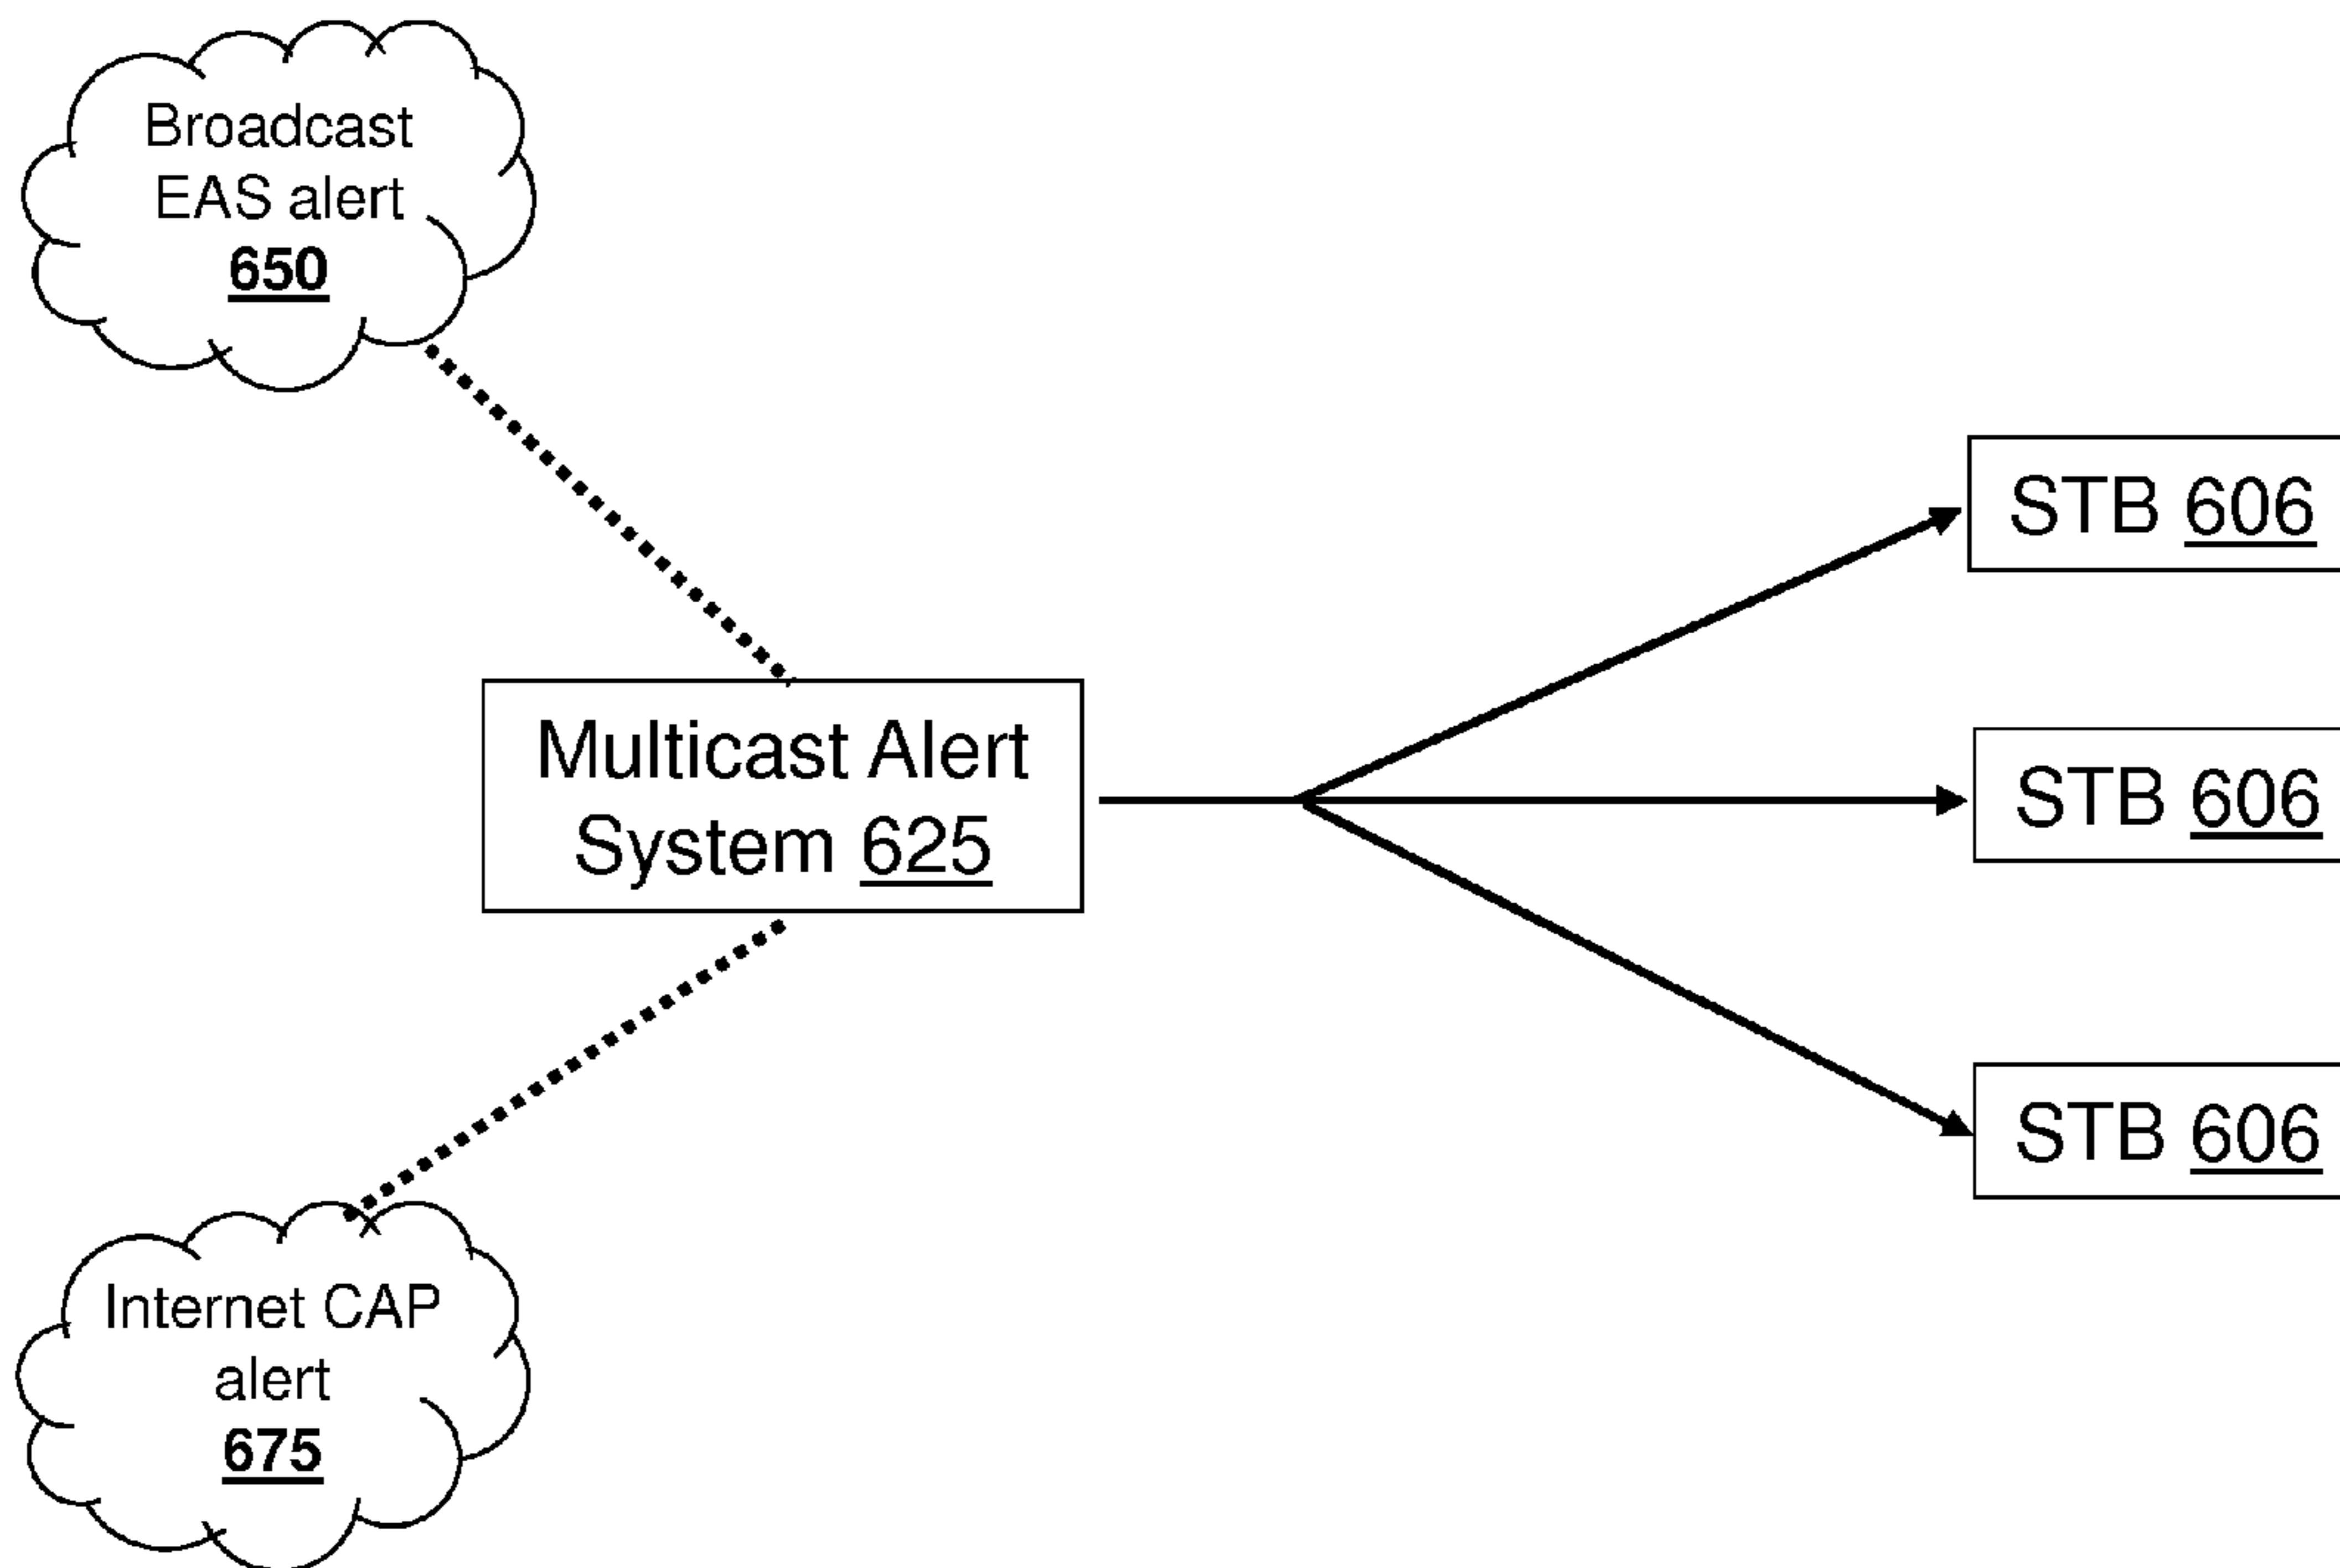 Broadcast
EAS alert
650
STB 606
Multicast Alert
System 625
STB 606
STB 606
Internet CAP
alert
675